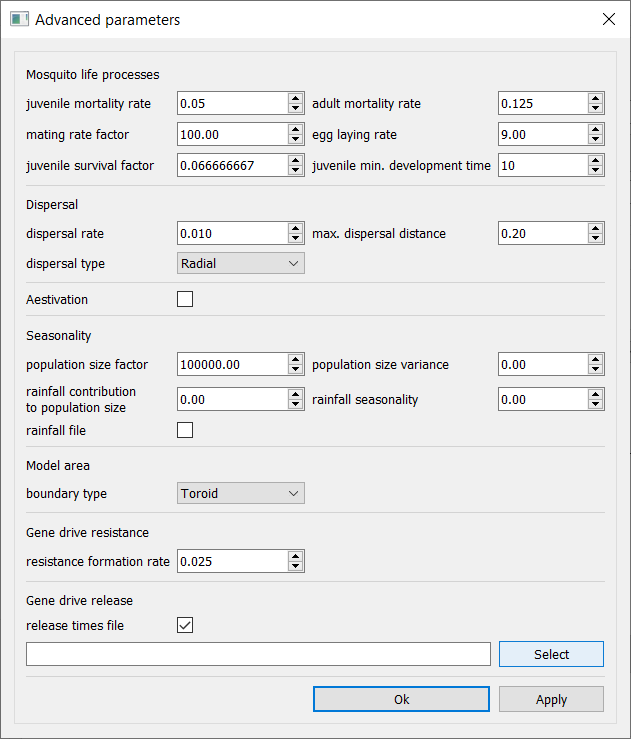 Advanced parameters
Mosquito life processes
juvenile mortality rate 0.05 adult mortality rate 0.125
mating rate factor 100.00 egg laying rate 9.00
juvenile survival factor 0.066666667 juvenile min. development time 10
Dispersal
dispersal rate 0.010 max. dispersal distance 0.20
dispersal type Radial
Aestivation
Seasonality
population size factor 100000.00 population size variance 0.00
rainfall contribution
to population size 0.00 rainfall seasonality 0.00
rainfall file
Model area
boundary type Toroid
Gene drive resistance
resistance formation rate 0.025
Gene drive release
release times file
Select
Ok Apply